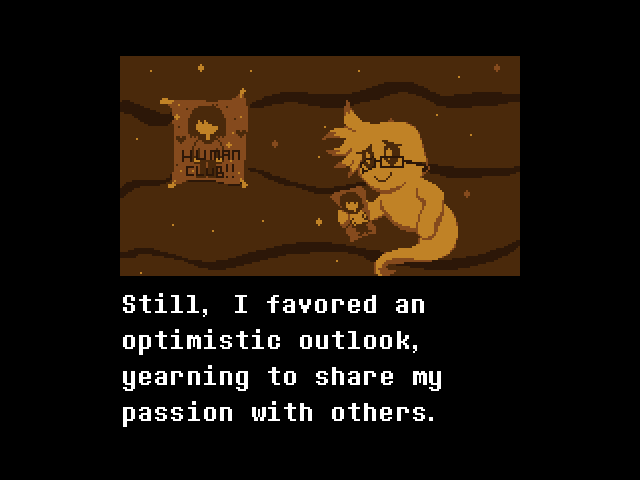 HUMAN
CLUB!!
Still, I favored an
optimistic outlook,
yearning to share my
passion with others.